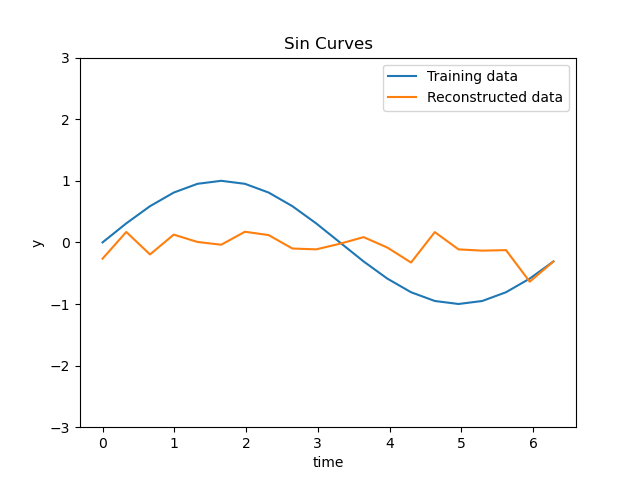 Sin Curves
Training data
Reconstructed data
3
2
1
0
−1
−2
−3
y
0 1 2 3 4 5 6
time